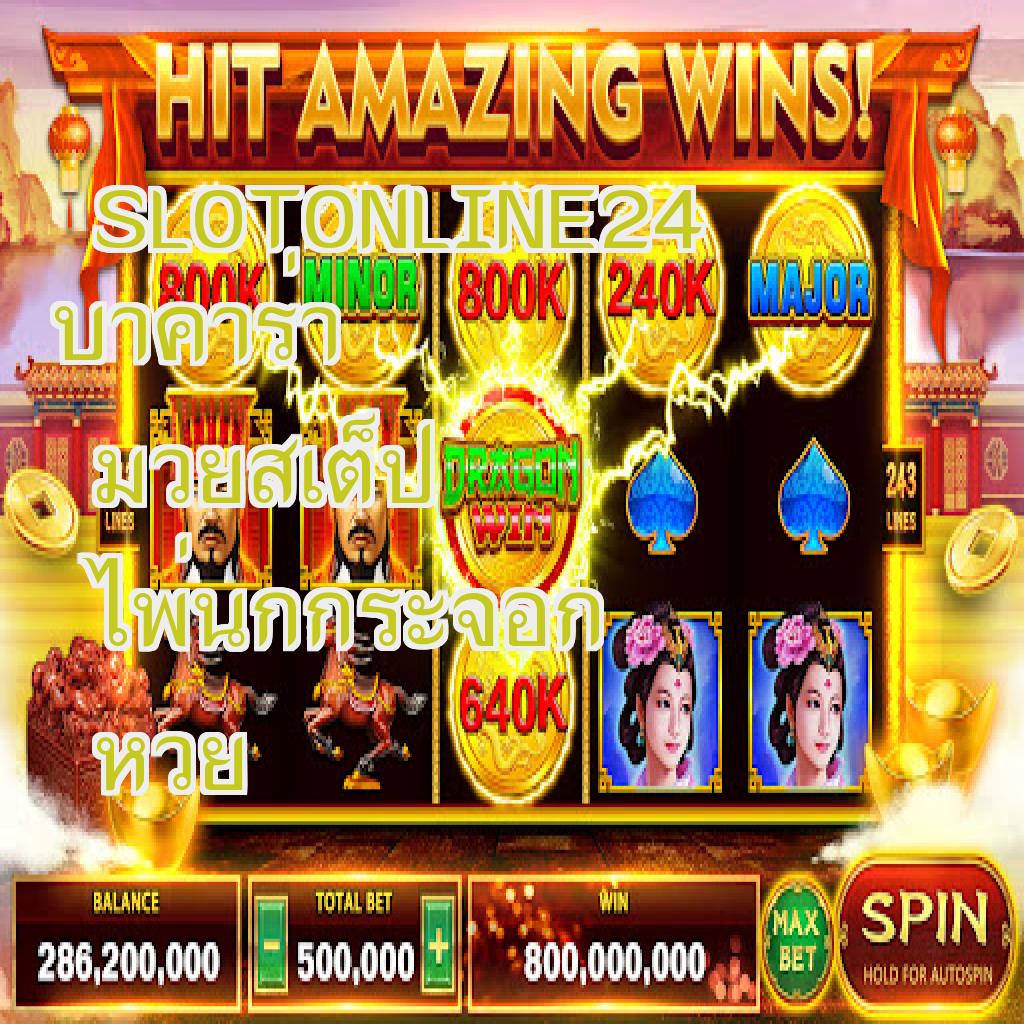 HIT AMAZING WINS!
SLOTONLINE24
800K MINOR 800K 240K MAJOR
บาคาร่า
มวยสเต็ป
DRAGON WIN
243 LINES
LINES
ไพ่นกกระจอก
640K
หวย
BALANCE TOTAL BET WIN
286,200,000 - 500,000 + 800,000,000
MAX BET
SPIN
HOLD FOR AUTOSPIN